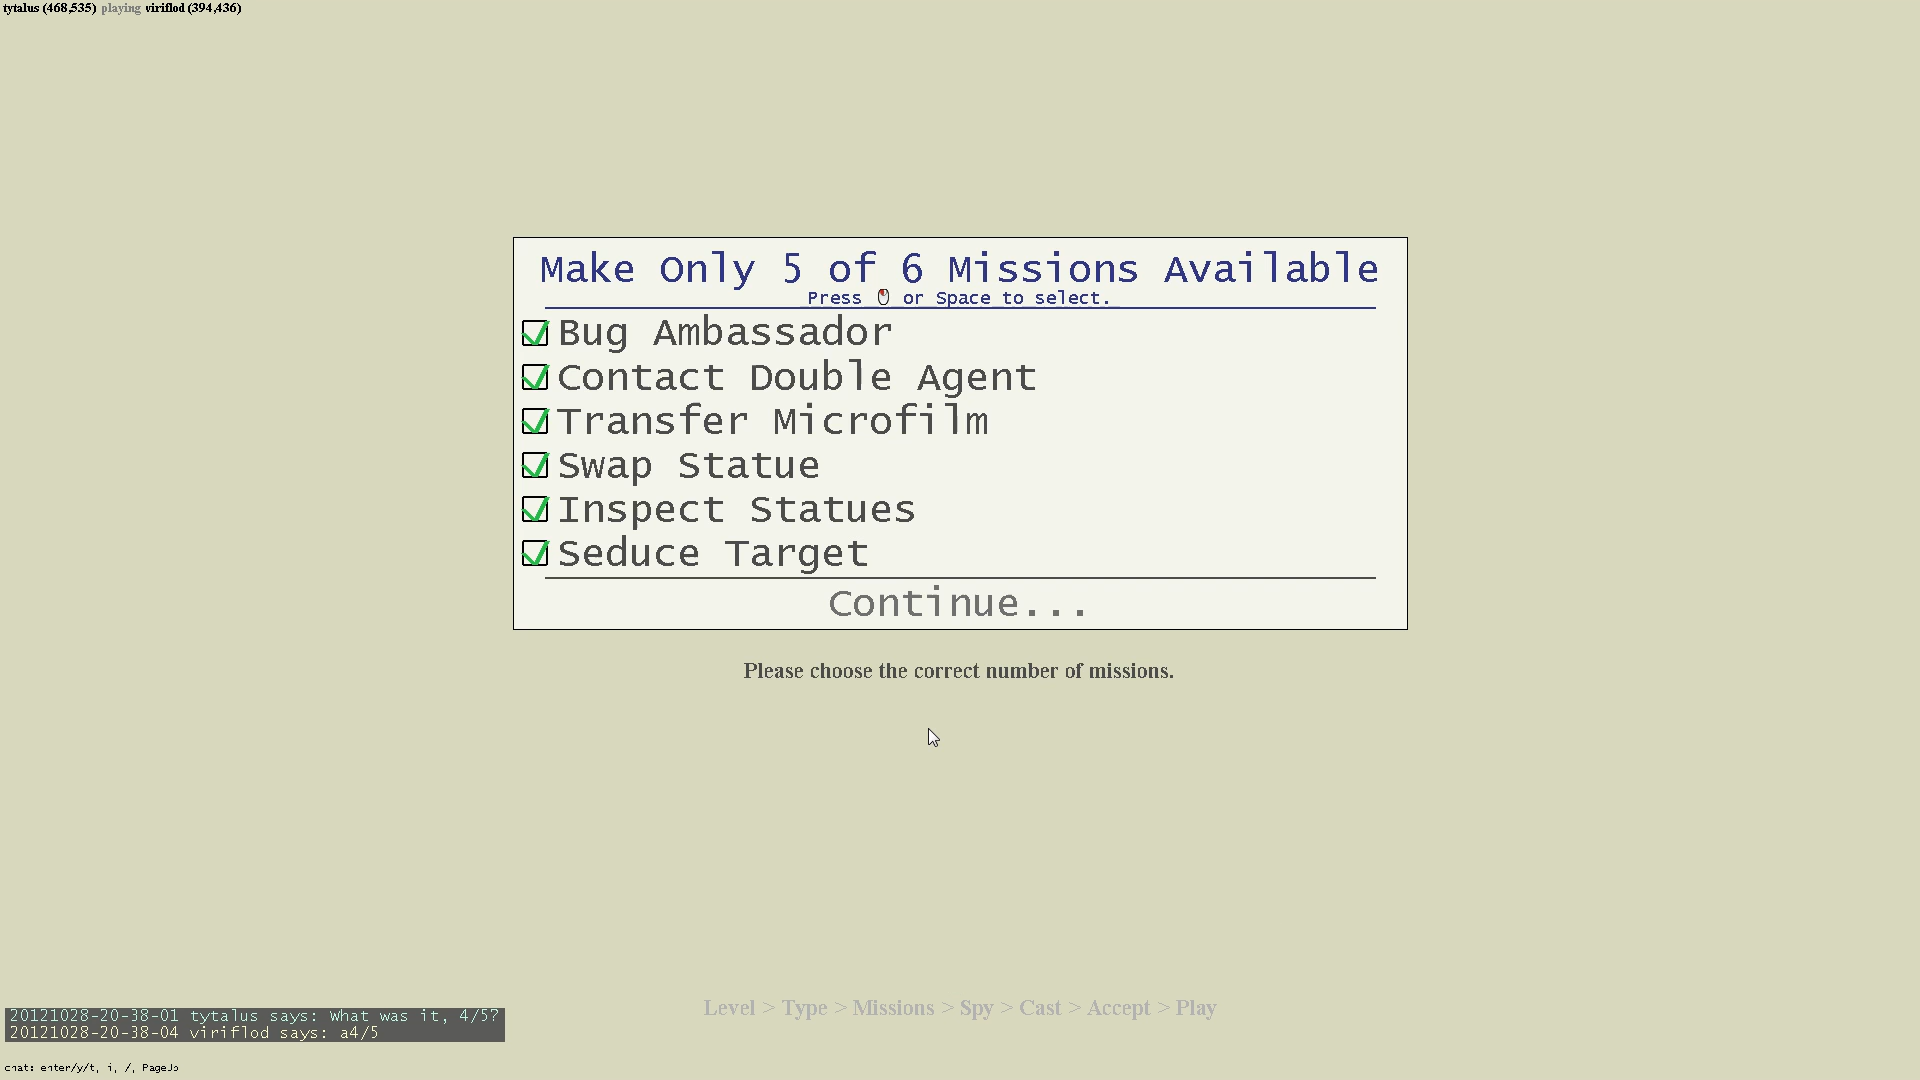 tytalus (468,535) playing viriflod (394,436)
Make Only 5 of 6 Missions Available
Press or Space to select.
Bug Ambassador
Contact Double Agent
Transfer Microfilm
Swap Statue
Inspect Statues
Seduce Target
Continue...
Please choose the correct number of missions.
Level > Type > Missions > Spy > Cast > Accept > Play
20121028-20-38-01 tytalus says: What was it, 4/5?
20121028-20-38-04 viriflod says: a4/5
chat: enter/y/t, i, /, PageUp